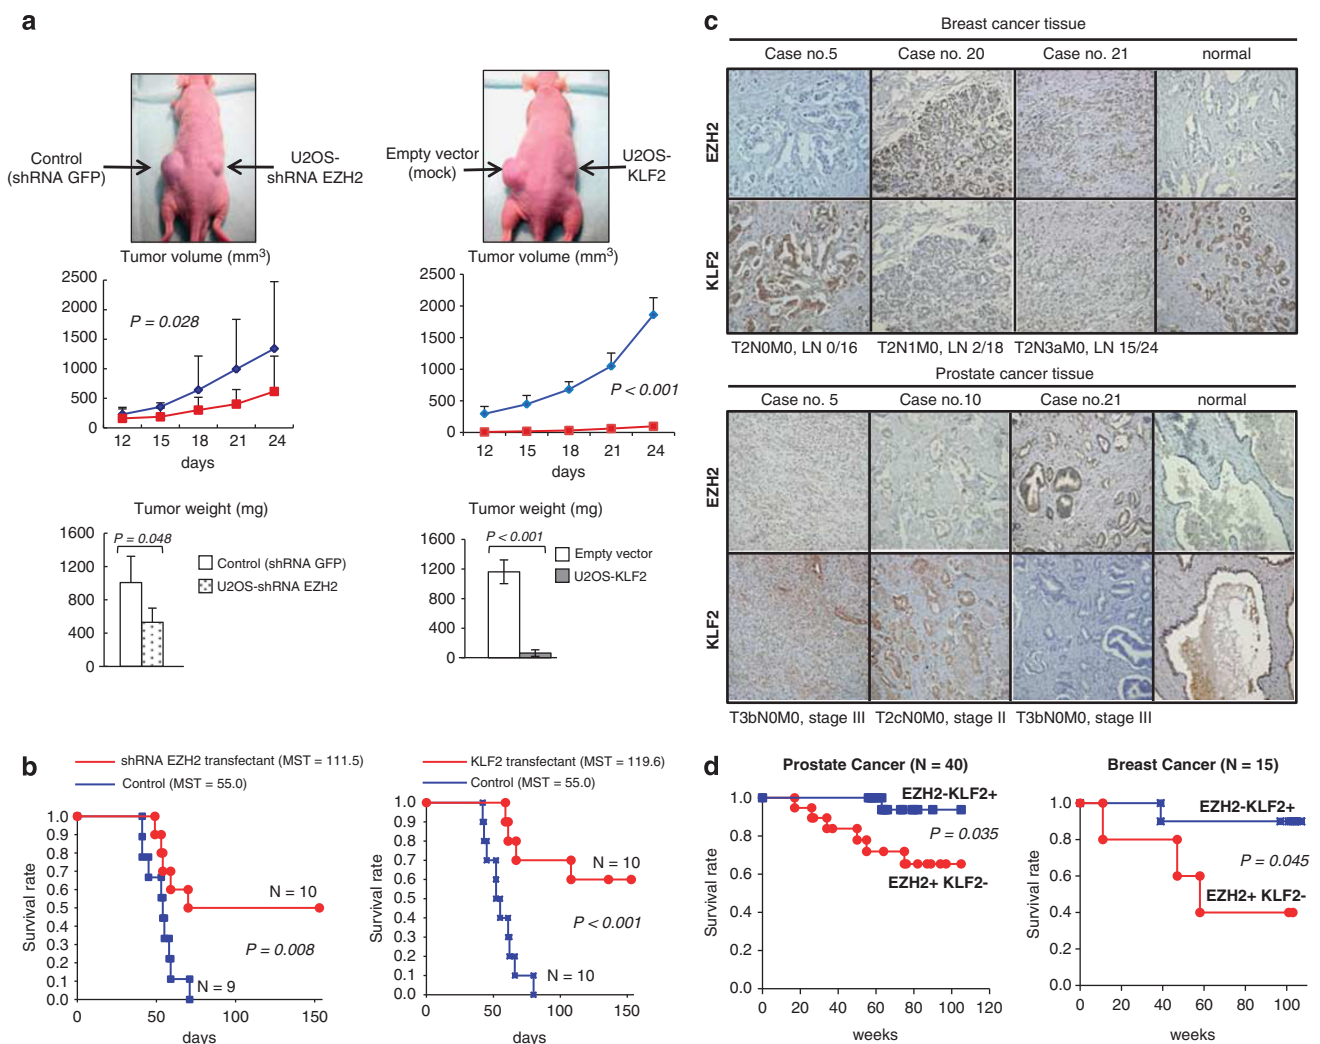 a
Control
(shRNA GFP)
U2OS-
shRNA EZH2
Tumor volume (mm3)
2500
2000
1500
1000
500
0
P = 0.028
12 15 18 21 24
days
Tumor weight (mg)
1600
1200
800
400
0
P = 0.048
Control (shRNA GFP)
U2OS-shRNA EZH2
Empty vector
(mock)
U2OS-
KLF2
Tumor volume (mm3)
2500
2000
1500
1000
500
0
P < 0.001
12 15 18 21 24
days
Tumor weight (mg)
1600
1200
800
400
0
P < 0.001
Empty vector
U2OS-KLF2
b
shRNA EZH2 transfectant (MST = 111.5)
Control (MST = 55.0)
Survival rate
1.0
0.9
0.8
0.7
0.6
0.5
0.4
0.3
0.2
0.1
0.0
N = 10
P = 0.008
N = 9
0 50 100 150
days
KLF2 transfectant (MST = 119.6)
Control (MST = 55.0)
Survival rate
1.0
0.9
0.8
0.7
0.6
0.5
0.4
0.3
0.2
0.1
0.0
N = 10
P < 0.001
N = 10
0 50 100 150
days
c
Breast cancer tissue
Case no.5 Case no. 20 Case no. 21 normal
EZH2
KLF2
T2N0M0, LN 0/16 T2N1M0, LN 2/18 T2N3aM0, LN 15/24
Prostate cancer tissue
Case no. 5 Case no.10 Case no.21 normal
EZH2
KLF2
T3bN0M0, stage III T2cN0M0, stage II T3bN0M0, stage III
d
Prostate Cancer (N = 40)
Survival rate
1.0
0.8
0.6
0.4
0.2
0.0
EZH2-KLF2+
P = 0.035
EZH2+ KLF2-
0 20 40 60 80 100 120
weeks
Breast Cancer (N = 15)
Survival rate
1.0
0.8
0.6
0.4
0.2
0.0
EZH2-KLF2+
P = 0.045
EZH2+ KLF2-
0 20 40 60 80 100
weeks